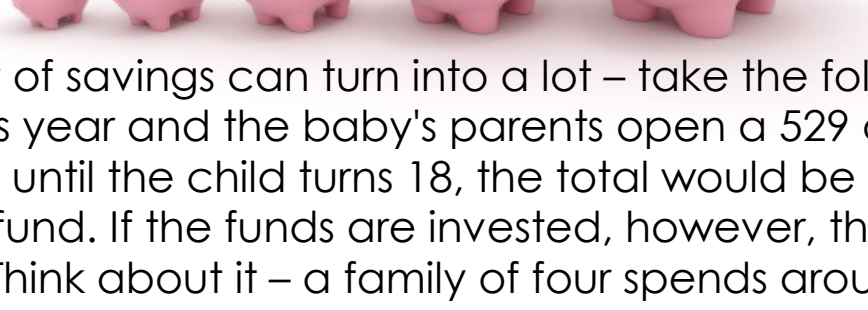 of savings can turn into a lot – take the fol
s year and the baby's parents open a 529
until the child turns 18, the total would be
fund. If the funds are invested, however, th
Think about it – a family of four spends arou